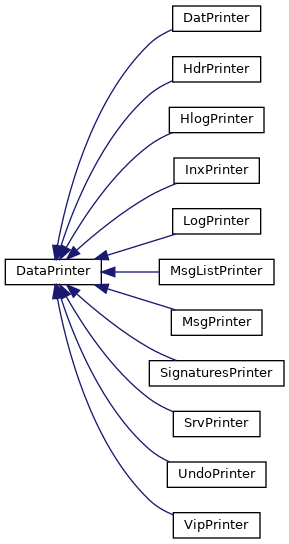 DatPrinter
HdrPrinter
HlogPrinter
InxPrinter
LogPrinter
DataPrinter
MsgListPrinter
MsgPrinter
SignaturesPrinter
SrvPrinter
UndoPrinter
VipPrinter